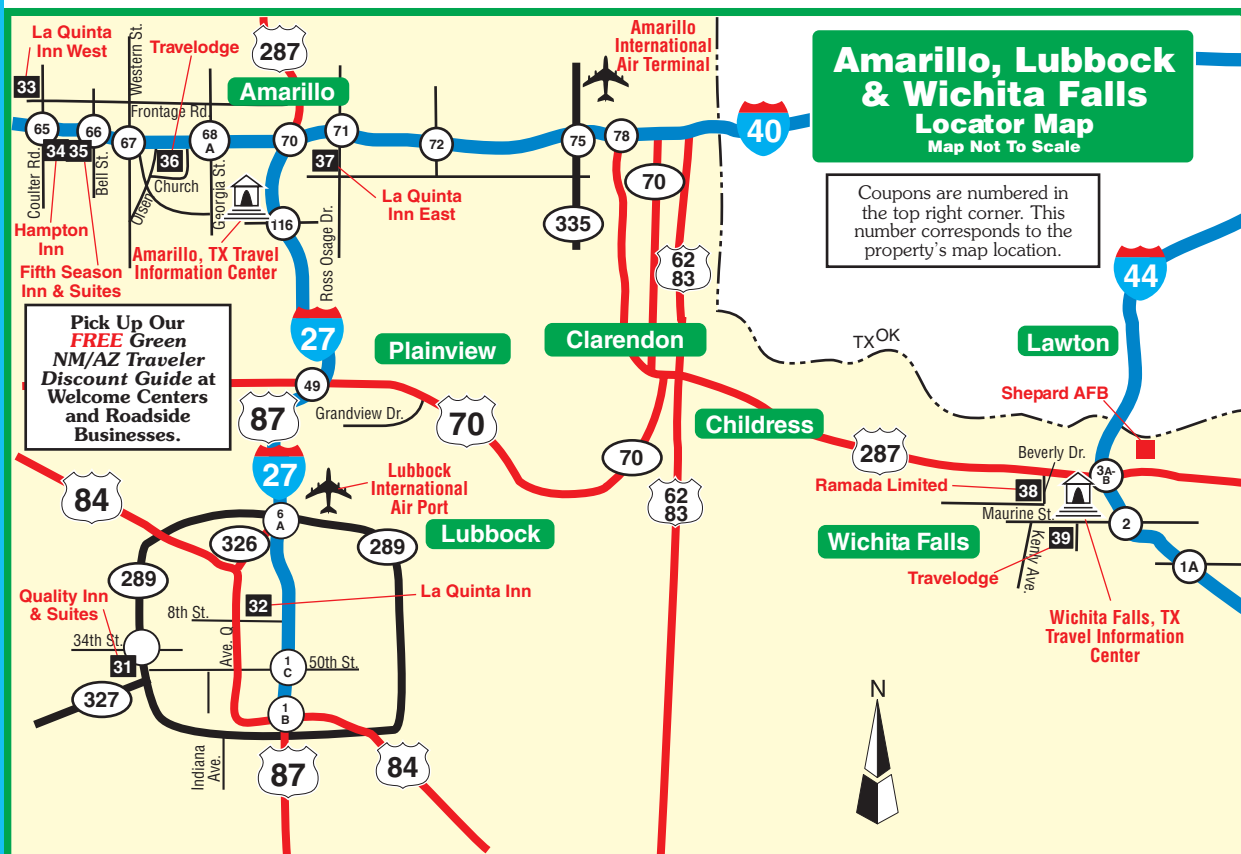 La Quinta
Inn West
33
Western St.
Travelodge
287
Amarillo
International
Air Terminal
Amarillo, Lubbock
& Wichita Falls
Locator Map
Map Not To Scale
Amarillo
Frontage Rd.
65
66
67
68
A
70
71
72
75
78
40
34
35
36
37
Coulter Rd.
Bell St.
Olsen
Church
Georgia St.
La Quinta
Inn East
70
335
116
Ross Osage Dr.
Hampton
Inn
Fifth Season
Inn & Suites
Amarillo, TX Travel
Information Center
62
83
Coupons are numbered in
the top right corner. This
number corresponds to the
property's map location.
44
Pick Up Our
FREE Green
NM/AZ Traveler
Discount Guide at
Welcome Centers
and Roadside
Businesses.
27
Plainview
Clarendon
TX
OK
Lawton
49
87
Grandview Dr.
70
Childress
Shepard AFB
287
Beverly Dr.
27
Lubbock
International
Air Port
70
84
3A-
B
Ramada Limited
38
Maurine St.
62
83
6
A
326
289
Lubbock
Wichita Falls
39
Kenly Ave.
2
1A
Travelodge
289
Quality Inn
& Suites
8th St.
32
La Quinta Inn
Wichita Falls, TX
Travel Information
Center
34th St.
31
Ave. Q
1
C
50th St.
327
1
B
Indiana
Ave.
87
84
N